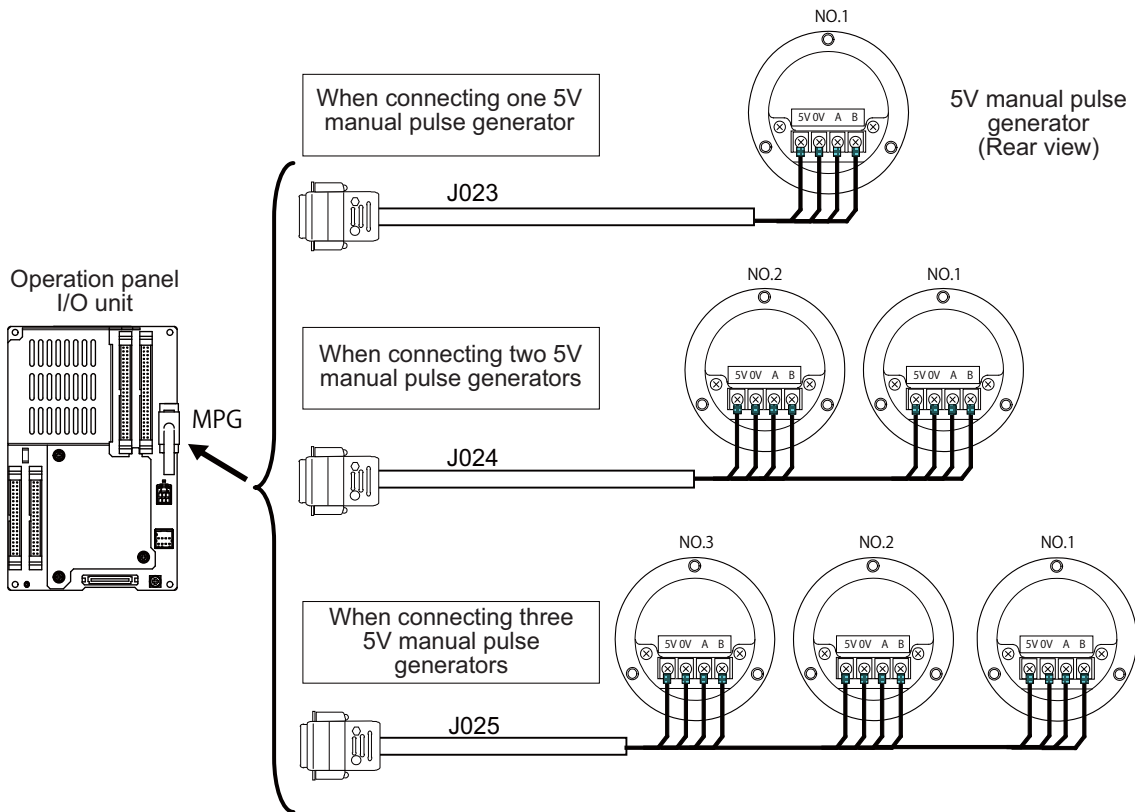 NO.1
When connecting one 5V
manual pulse generator
5V 0V A B
5V manual pulse
generator
(Rear view)
J023
Operation panel
I/O unit
MPG
NO.2
NO.1
When connecting two 5V
manual pulse generators
5V 0V A B
5V 0V A B
J024
NO.3
NO.2
NO.1
When connecting three
5V manual pulse
generators
5V 0V A B
5V 0V A B
5V 0V A B
J025